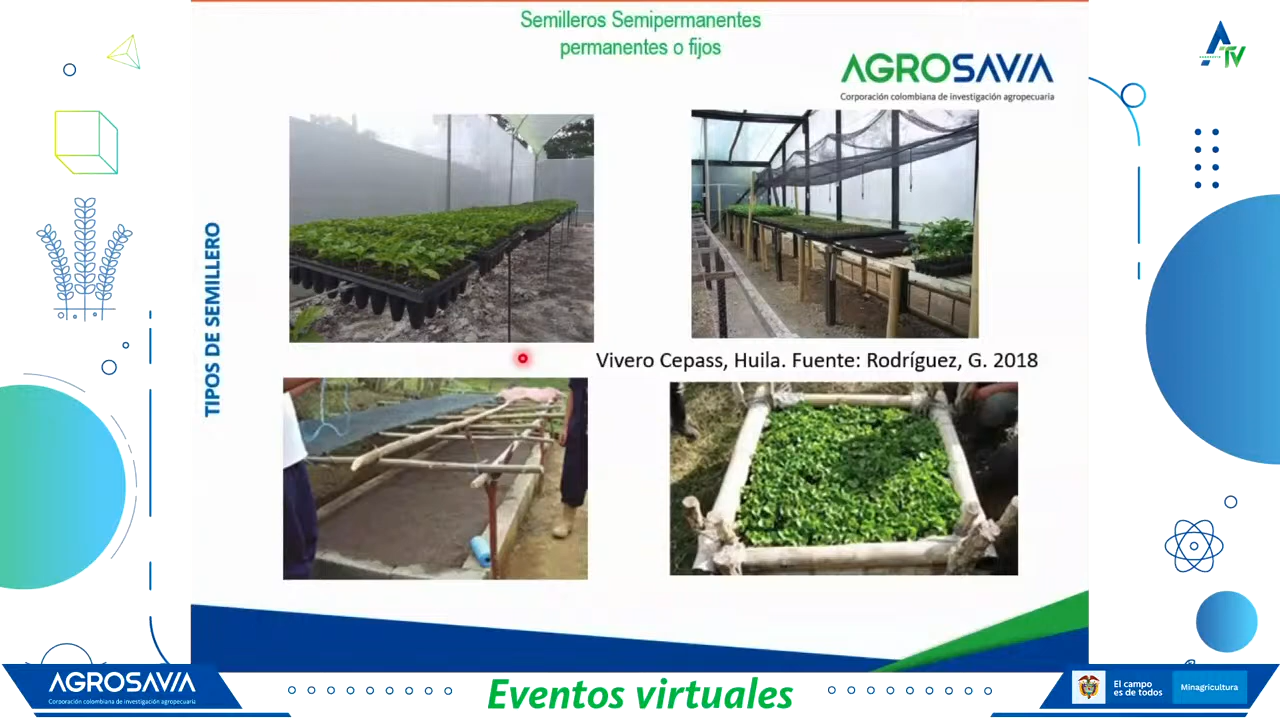 Semilleros Semipermanentes
permanentes o fijos
AGROSAVIA
Corporación colombiana de investigación agropecuaria
TV
TIPOS DE SEMILLERO
Vivero Cepass, Huila. Fuente: Rodríguez, G. 2018
AGROSAVIA
Corporación colombiana de investigación agropecuaria
Eventos virtuales
El campo
es de todos
Minagricultura